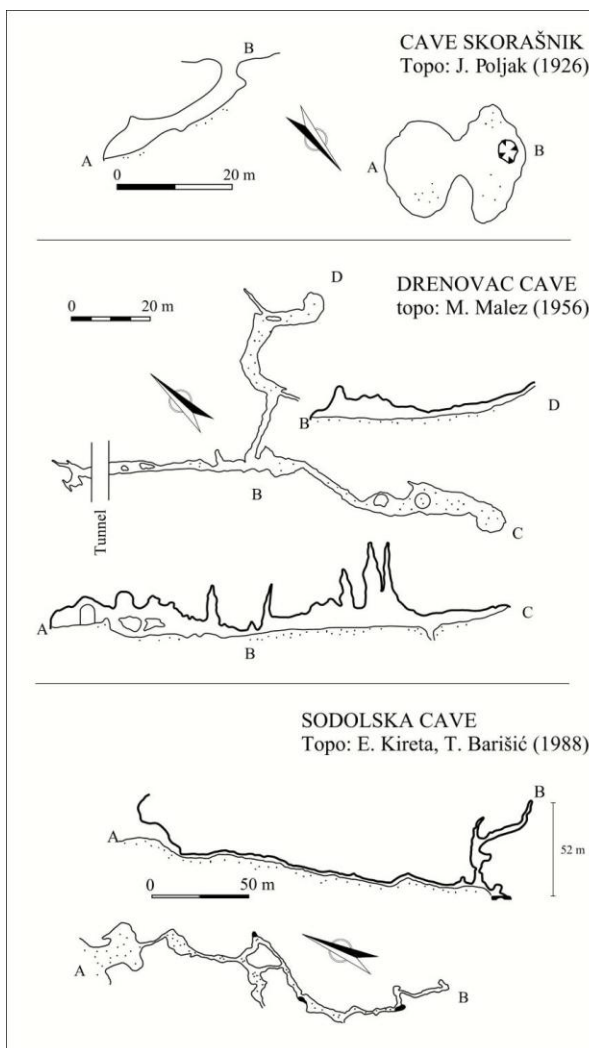 CAVE SKORAŠNIK
Topo: J. Poljak (1926)
B
A
0 20 m
A
B
DRENOVAC CAVE
topo: M. Malez (1956)
0 20 m
D
B
D
B
Tunnel
C
A
B
C
SODOLSKA CAVE
Topo: E. Kireta, T. Barišić (1988)
B
A
52 m
0 50 m
A
B